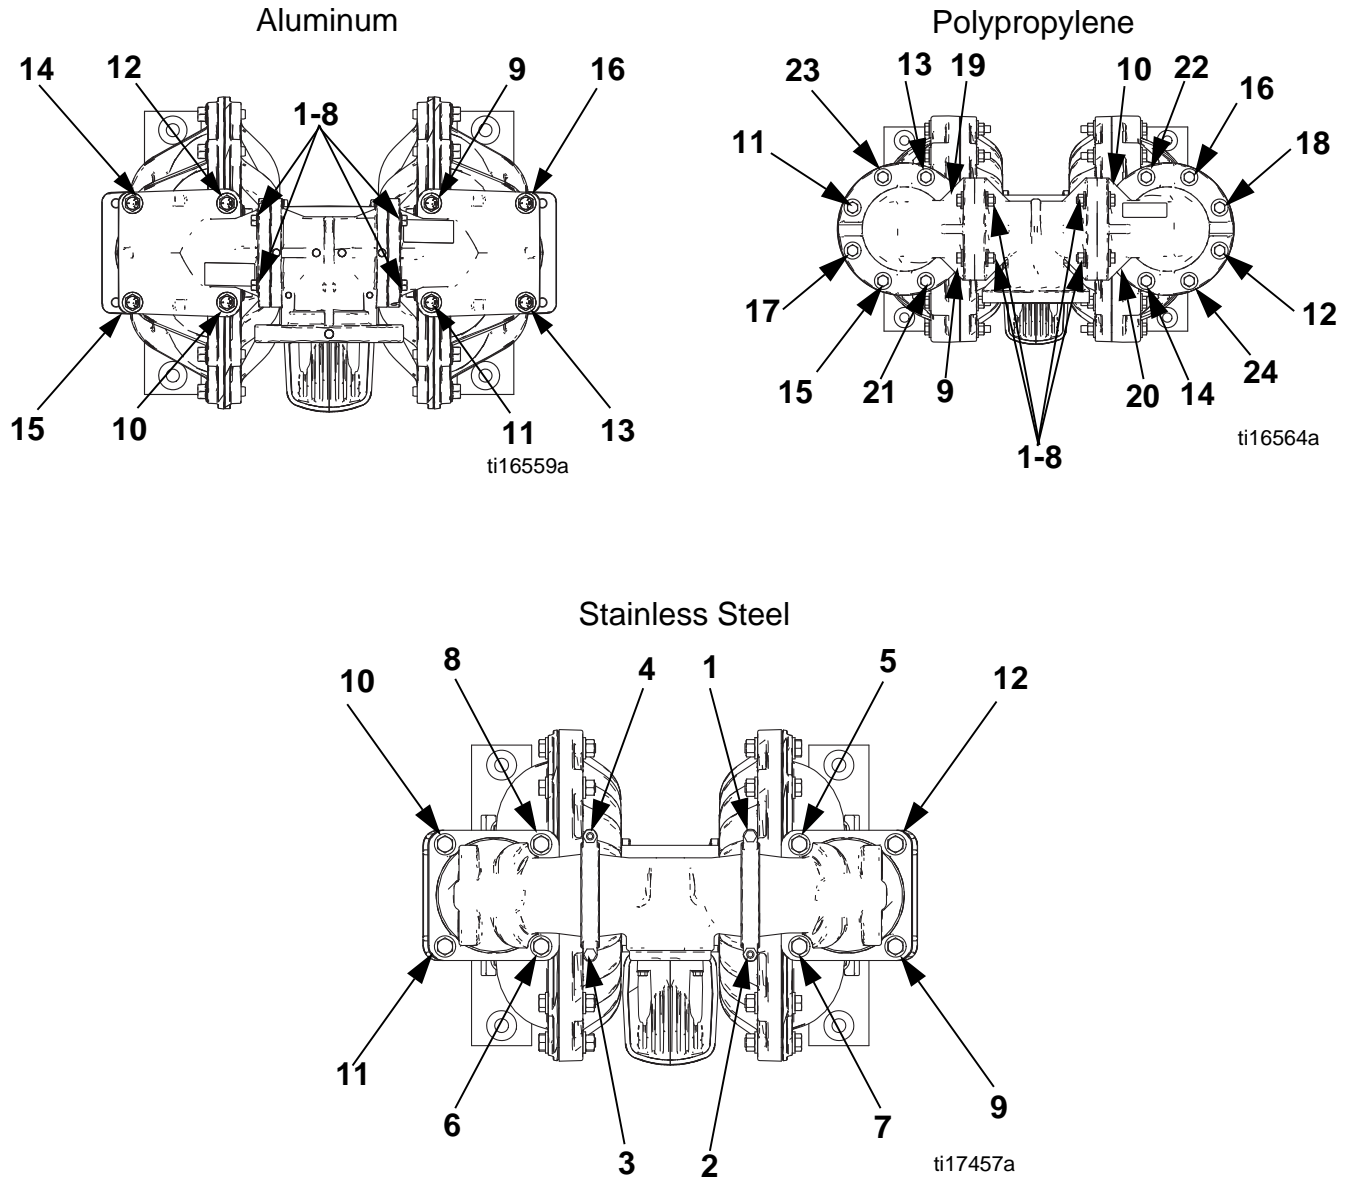 Aluminum
14 12 9 16
1-8
15 10 11 13
ti16559a
Polypropylene
23 13 19 10 22 16
11 18
17 12
15 21 9 20 14 24
1-8
ti16564a
Stainless Steel
10 8 4 1 5 12
11 6 3 2 7 9
ti17457a